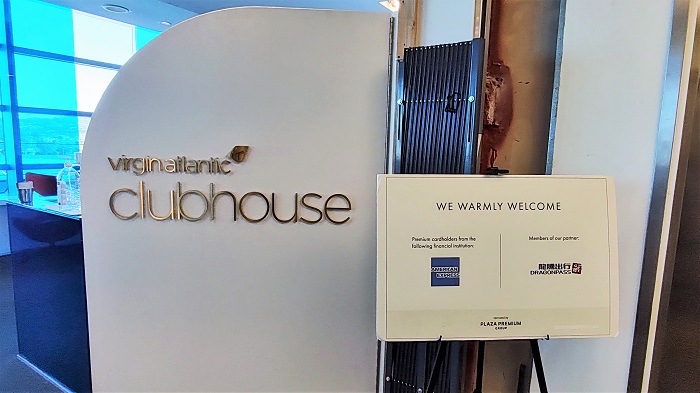 virgin atlantic
clubhouse
WE WARMLY WELCOME
Premium cardholders from the
following financial institution:
AMERICAN
EXPRESS
Members of our partner:
龍騰出行
DRAGONPASS
PLAZA PREMIUM
GROUP